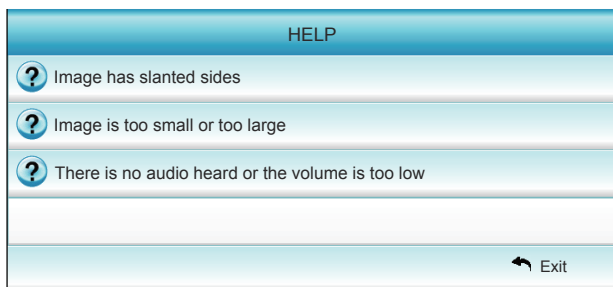 HELP
Image has slanted sides
Image is too small or too large
There is no audio heard or the volume is too low
Exit